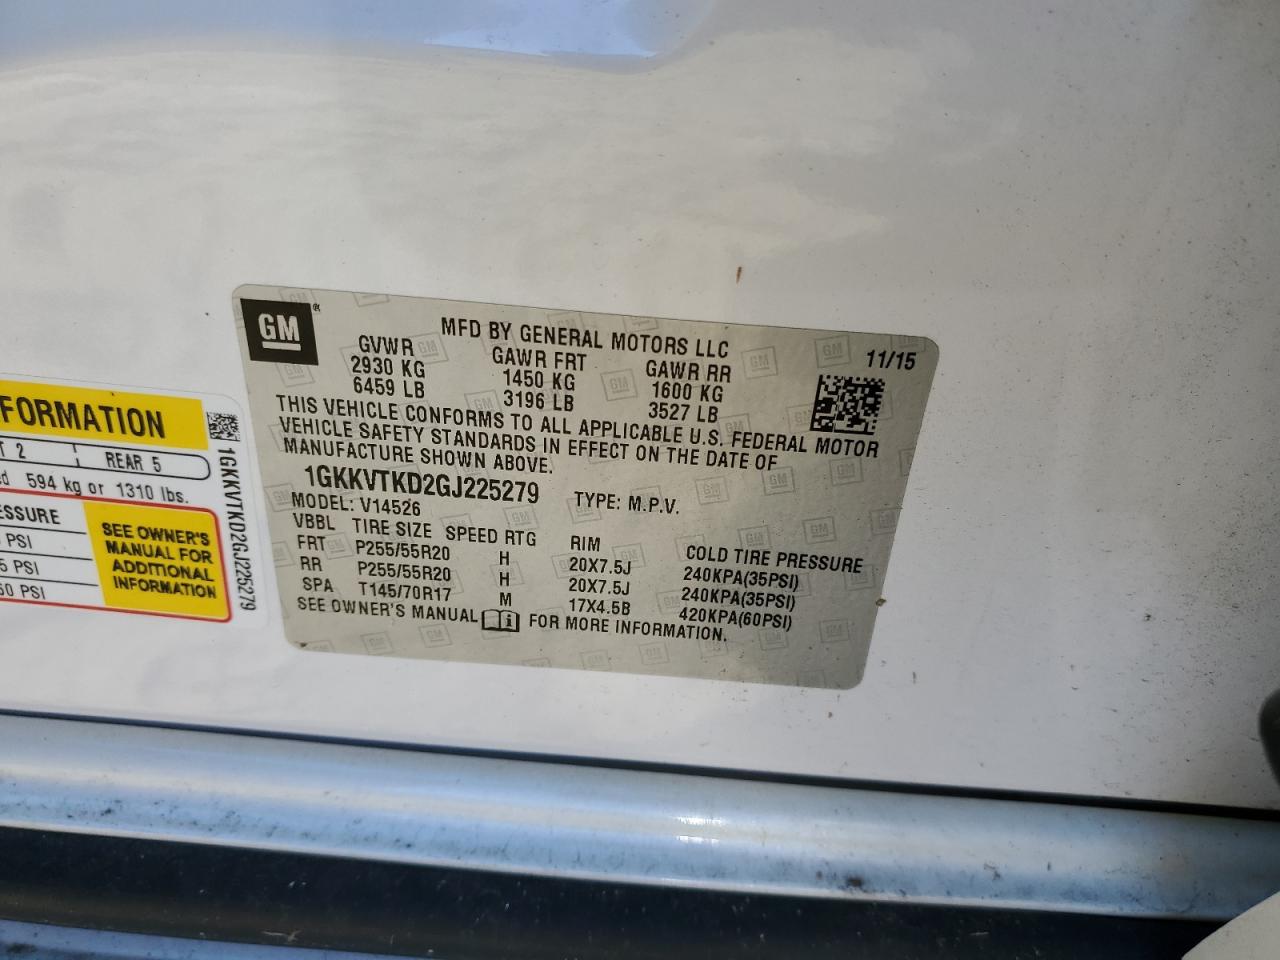 GM
®
MFD BY GENERAL MOTORS LLC
11/15
GVWR GAWR FRT GAWR RR
2930 KG 1450 KG 1600 KG
6459 LB 3196 LB 3527 LB
THIS VEHICLE CONFORMS TO ALL APPLICABLE U.S. FEDERAL MOTOR
VEHICLE SAFETY STANDARDS IN EFFECT ON THE DATE OF
MANUFACTURE SHOWN ABOVE.
1GKKVTKD2GJ225279 TYPE: M.P.V.
MODEL: V14526
VBBL TIRE SIZE SPEED RTG RIM COLD TIRE PRESSURE
FRT P255/55R20 H 20X7.5J 240KPA(35PSI)
RR P255/55R20 H 20X7.5J 240KPA(35PSI)
SPA T145/70R17 M 17X4.5B 420KPA(60PSI)
SEE OWNER'S MANUAL FOR MORE INFORMATION.
FORMATION
T 2 REAR 5
d 594 kg or 1310 lbs.
ESSURE
PSI
5 PSI
60 PSI
SEE OWNER'S
MANUAL FOR
ADDITIONAL
INFORMATION
1GKKVTKD2GJ225279